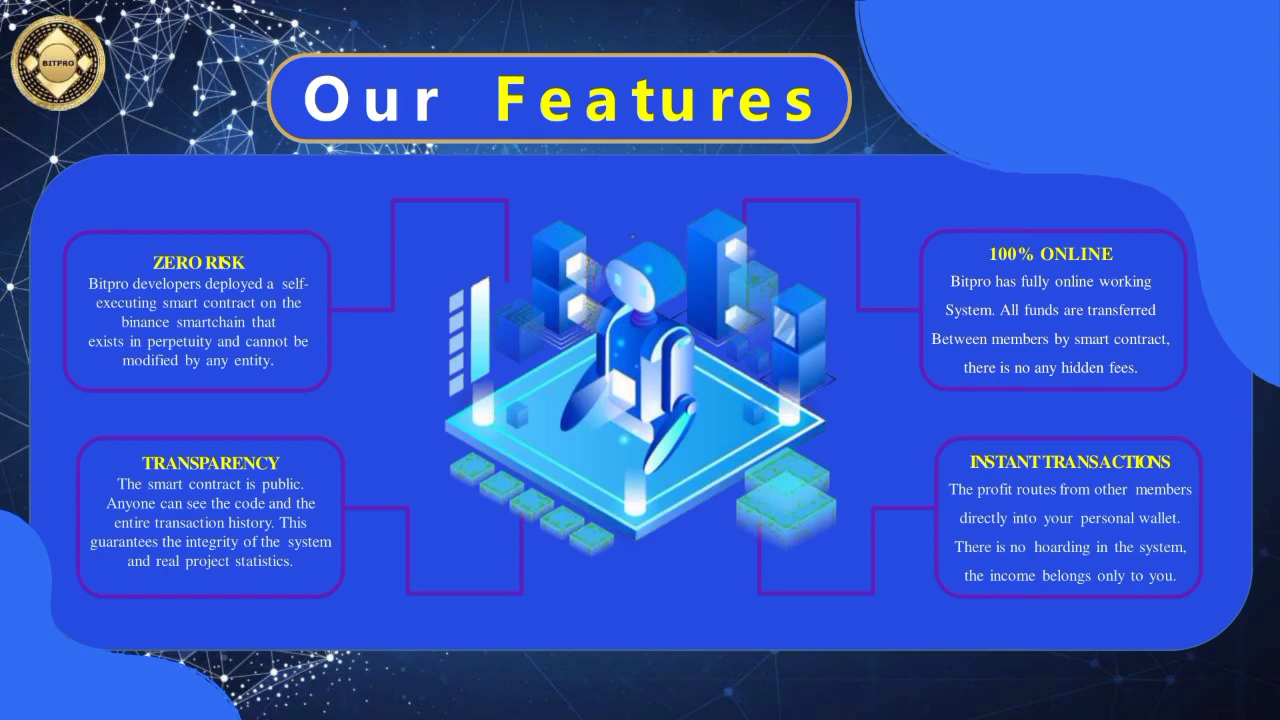 BITPRO
Our Features
ZERO RISK
Bitpro developers deployed a self-
executing smart contract on the
binance smartchain that
exists in perpetuity and cannot be
modified by any entity.
100% ONLINE
Bitpro has fully online working
System. All funds are transferred
Between members by smart contract,
there is no any hidden fees.
TRANSPARENCY
The smart contract is public.
Anyone can see the code and the
entire transaction history. This
guarantees the integrity of the system
and real project statistics.
INSTANT TRANSACTIONS
The profit routes from other members
directly into your personal wallet.
There is no hoarding in the system,
the income belongs only to you.